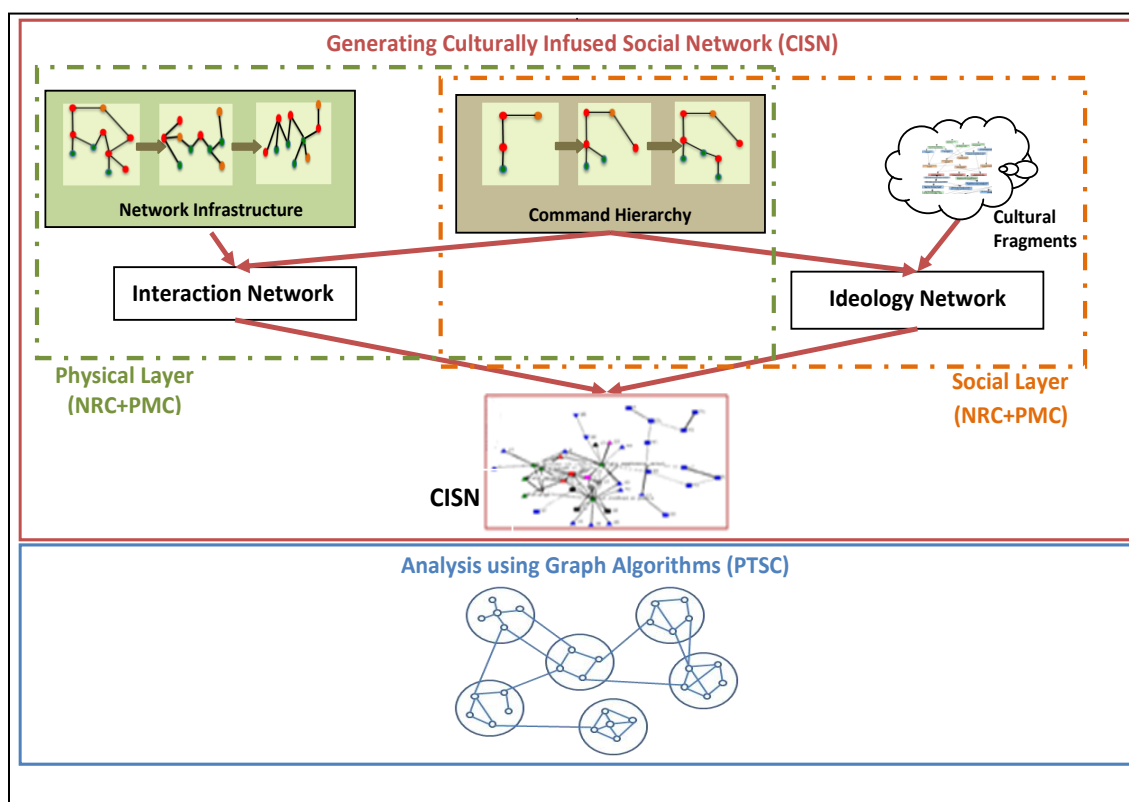 Generating Culturally Infused Social Network (CISN)
Network Infrastructure
Command Hierarchy
Cultural
Fragments
Interaction Network
Ideology Network
Physical Layer
(NRC+PMC)
Social Layer
(NRC+PMC)
CISN
Analysis using Graph Algorithms (PTSC)